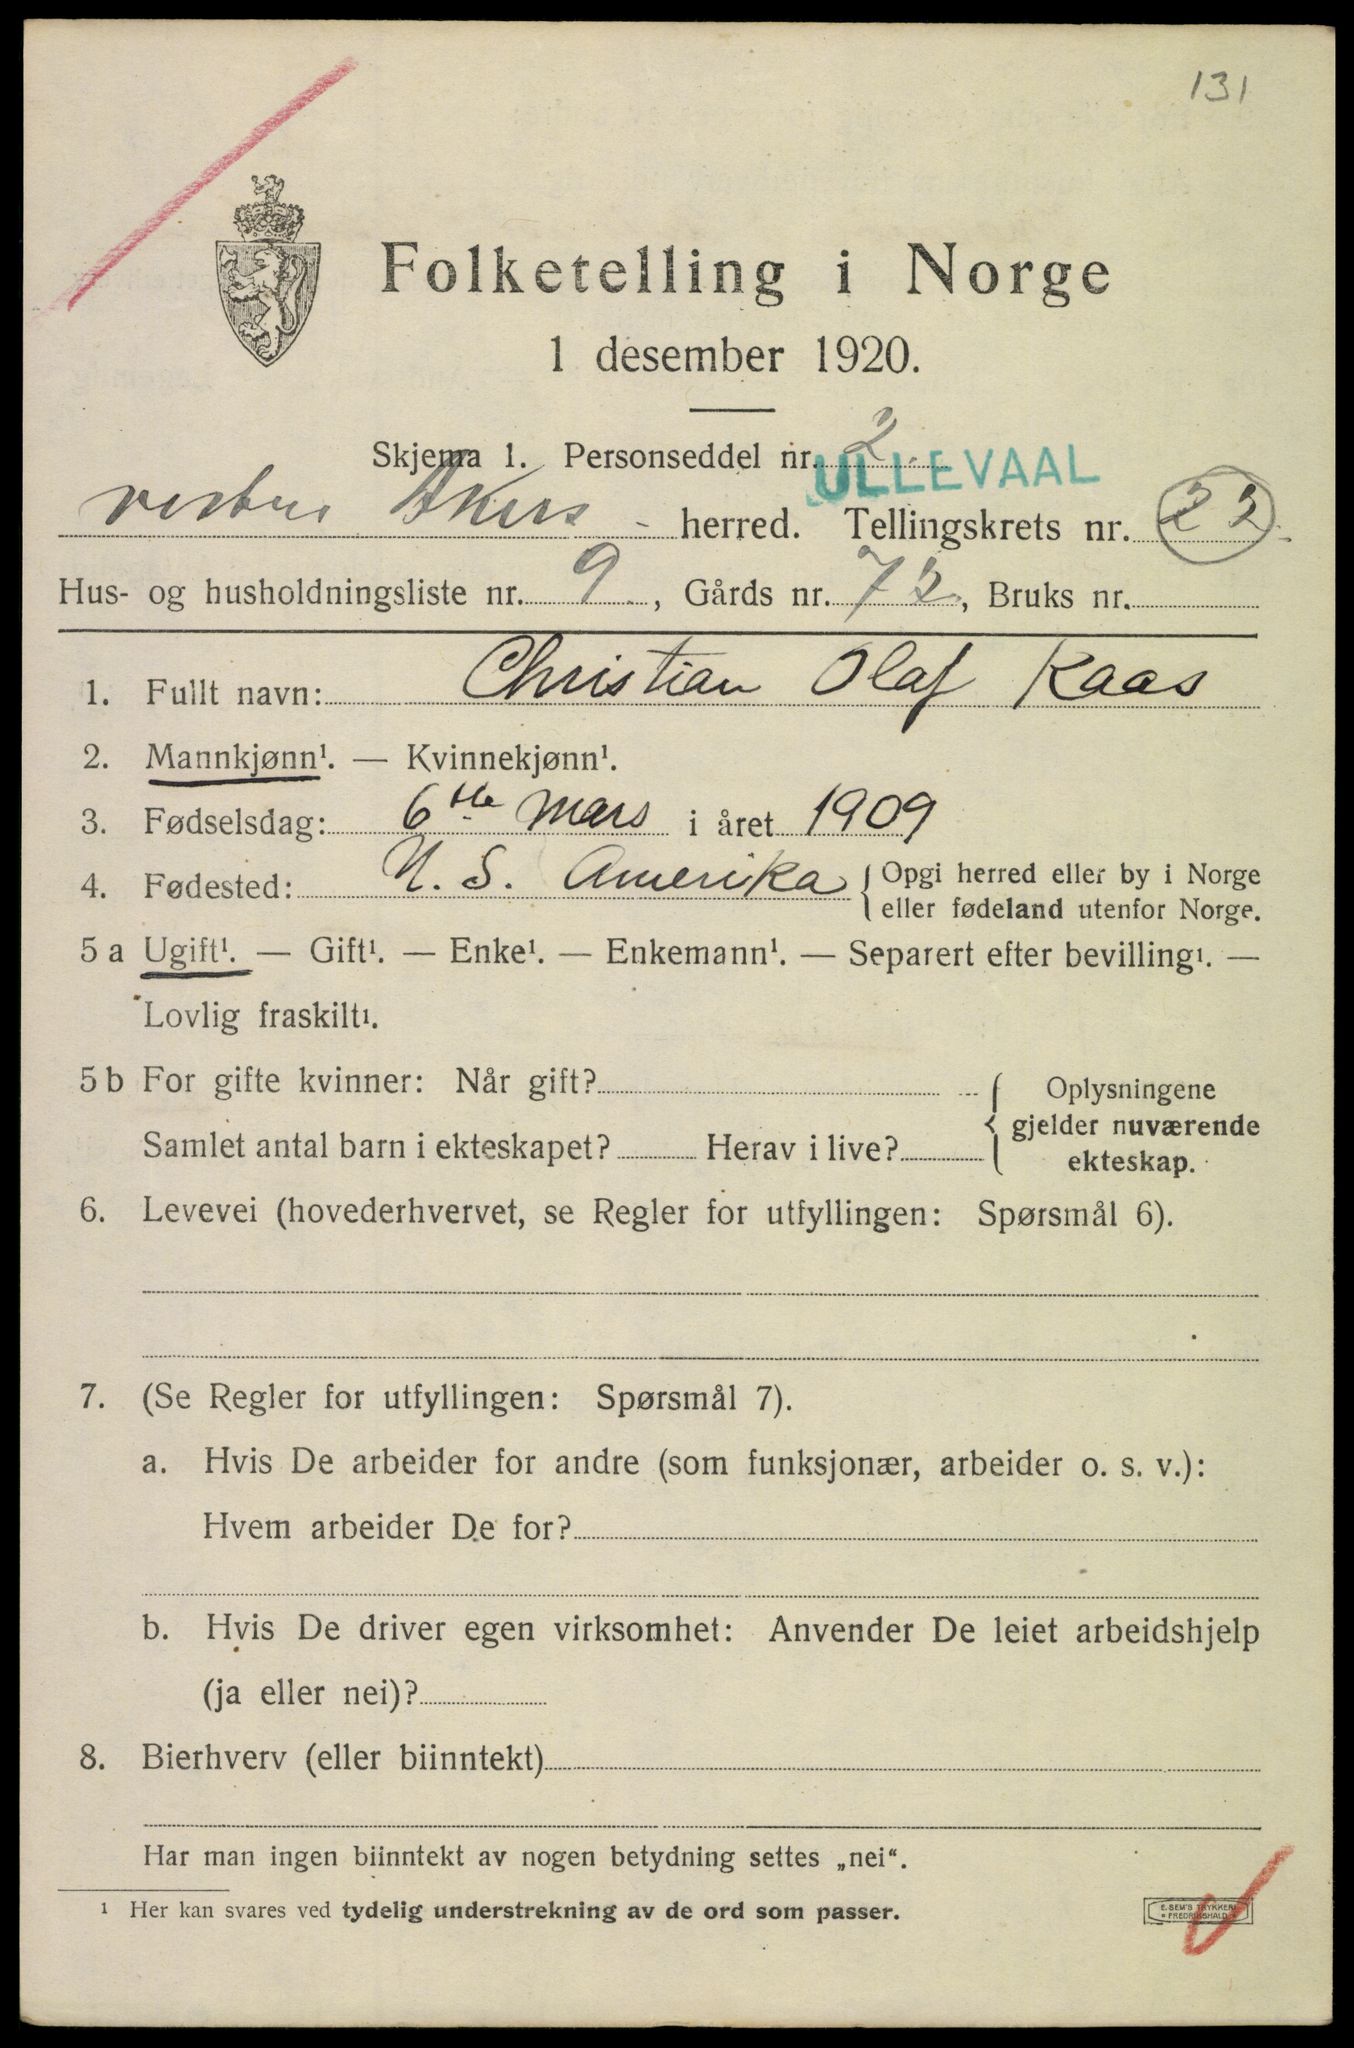 131
Folketelling i Norge
1 desember 1920.
Skjema 1. Personseddel nr. 2
ULLEVAAL
vestre Akers herred. Tellingskrets nr. 22
Hus- og husholdningsliste nr. 9, Gårds nr. 72, Bruks nr.
1. Fullt navn: Christian Olaf Kaas
2. Mannkjønn¹. — Kvinnekjønn¹.
3. Fødselsdag: 6te mars i året 1909
4. Fødested: U. S. Amerika { Opgi herred eller by i Norge
eller fødeland utenfor Norge.
5 a Ugift¹. — Gift¹. — Enke¹. — Enkemann¹. — Separert efter bevilling¹. —
Lovlig fraskilt¹.
5 b For gifte kvinner: Når gift?
Samlet antal barn i ekteskapet? Herav i live?
Oplysningene
gjelder nuværende
ekteskap.
6. Levevei (hovederhvervet, se Regler for utfyllingen: Spørsmål 6).
7. (Se Regler for utfyllingen: Spørsmål 7).
a. Hvis De arbeider for andre (som funksjonær, arbeider o. s. v.):
Hvem arbeider De for?
b. Hvis De driver egen virksomhet: Anvender De leiet arbeidshjelp
(ja eller nei)?
8. Bierhverv (eller biinntekt)
Har man ingen biinntekt av nogen betydning settes „nei“.
¹ Her kan svares ved tydelig understrekning av de ord som passer.
E. SEM'S TRYKKERI
FREDRIKSHALD